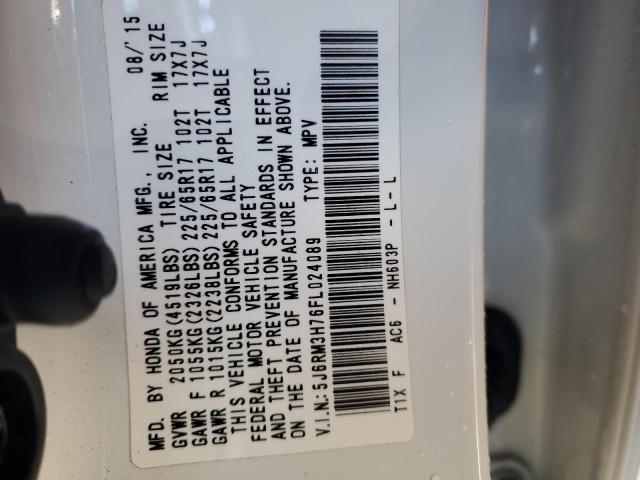 MFD. BY HONDA OF AMERICA MFG., INC. 08/'15
GVWR 2050KG(4519LBS) TIRE SIZE RIM SIZE
GAWR F 1055KG(2326LBS)225/65R17 102T 17X7J
GAWR R 1015KG(2238LBS)225/65R17 102T 17X7J
THIS VEHICLE CONFORMS TO ALL APPLICABLE
FEDERAL MOTOR VEHICLE SAFETY
AND THEFT PREVENTION STANDARDS IN EFFECT
ON THE DATE OF MANUFACTURE SHOWN ABOVE.
V.I.N.:5J6RM3H76FL024089 TYPE: MPV
T1X F AC6 - NH603P - L - L